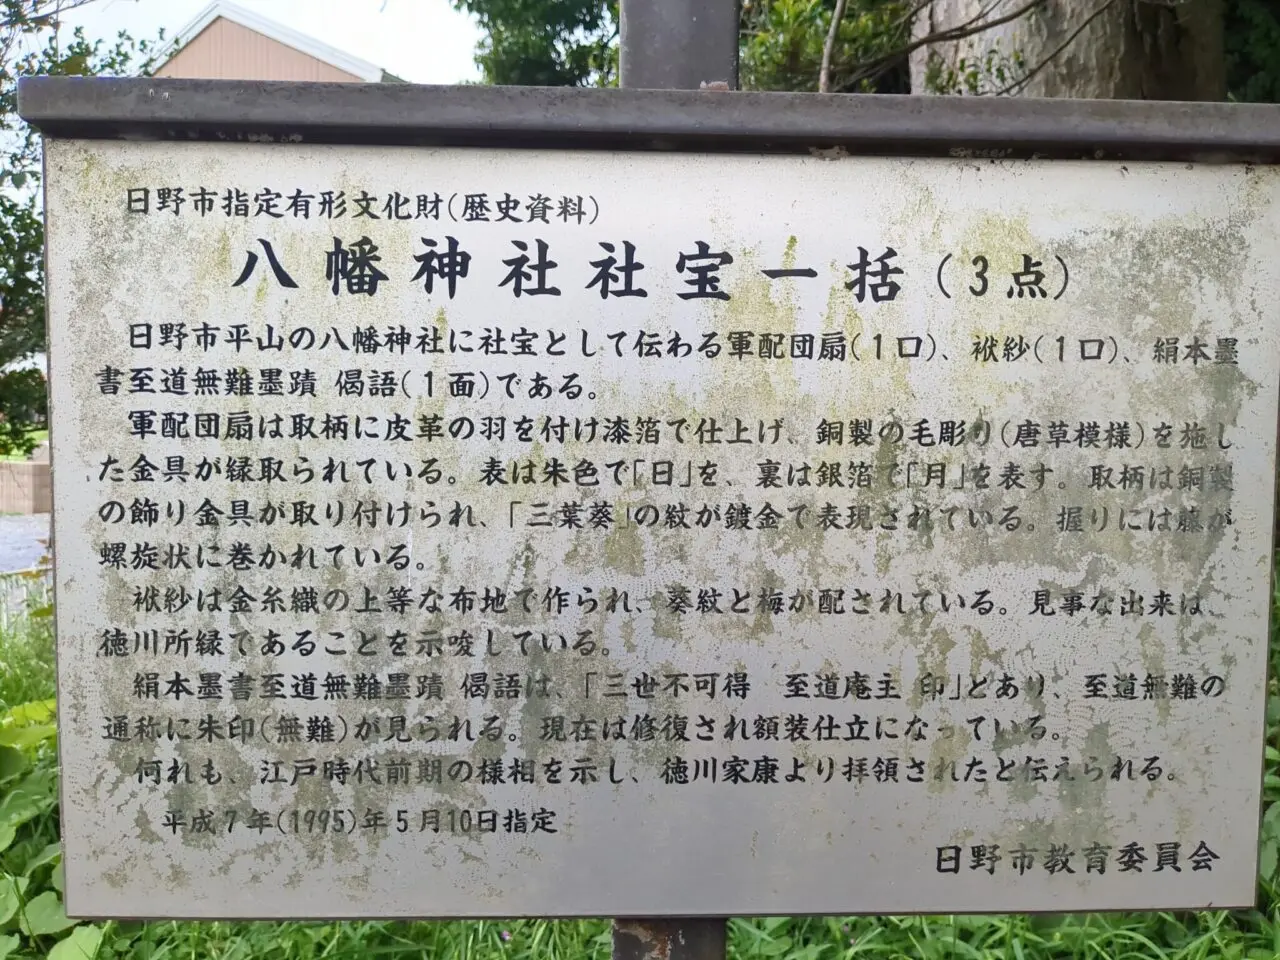 日野市指定有形文化財(歴史資料)
八幡神社社宝一括(3点)
日野市平山の八幡神社に社宝として伝わる軍配団扇(1口)、袱紗(1口)、絹本墨
書至道無難墨蹟 偈語(1面)である。
軍配団扇は取柄に皮革の羽を付け漆箔で仕上げ、銅製の毛彫り(唐草模様)を施し
た金具が縁取られている。表は朱色で「日」を、裏は銀箔で「月」を表す。取柄は銅製
の飾り金具が取り付けられ、「三葉葵」の紋が鍍金で表現されている。握りには藤が
螺旋状に巻かれている。
袱紗は金糸織の上等な布地で作られ、葵紋と梅が配されている。見事な出来は、
徳川所縁であることを示唆している。
絹本墨書至道無難墨蹟 偈語は、「三世不可得 至道庵主 印」とあり、至道無難の
通称に朱印(無難)が見られる。現在は修復され額装仕立になっている。
何れも、江戸時代前期の様相を示し、徳川家康より拝領されたと伝えられる。
平成7年(1995)年5月10日指定
日野市教育委員会